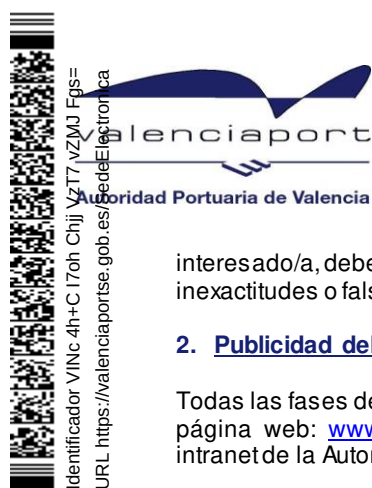 Identificador VINc 4h+C I7oh Chjj VzT7 vZMJ Fgs=
URL https://valenciaportse.gob.es/SedeElectronica
valenciaport
Autoridad Portuaria de Valencia
interesado/a, debe
inexactitudes o fals
2. Publicidad del
Todas las fases de
página web: www
intranet de la Autor